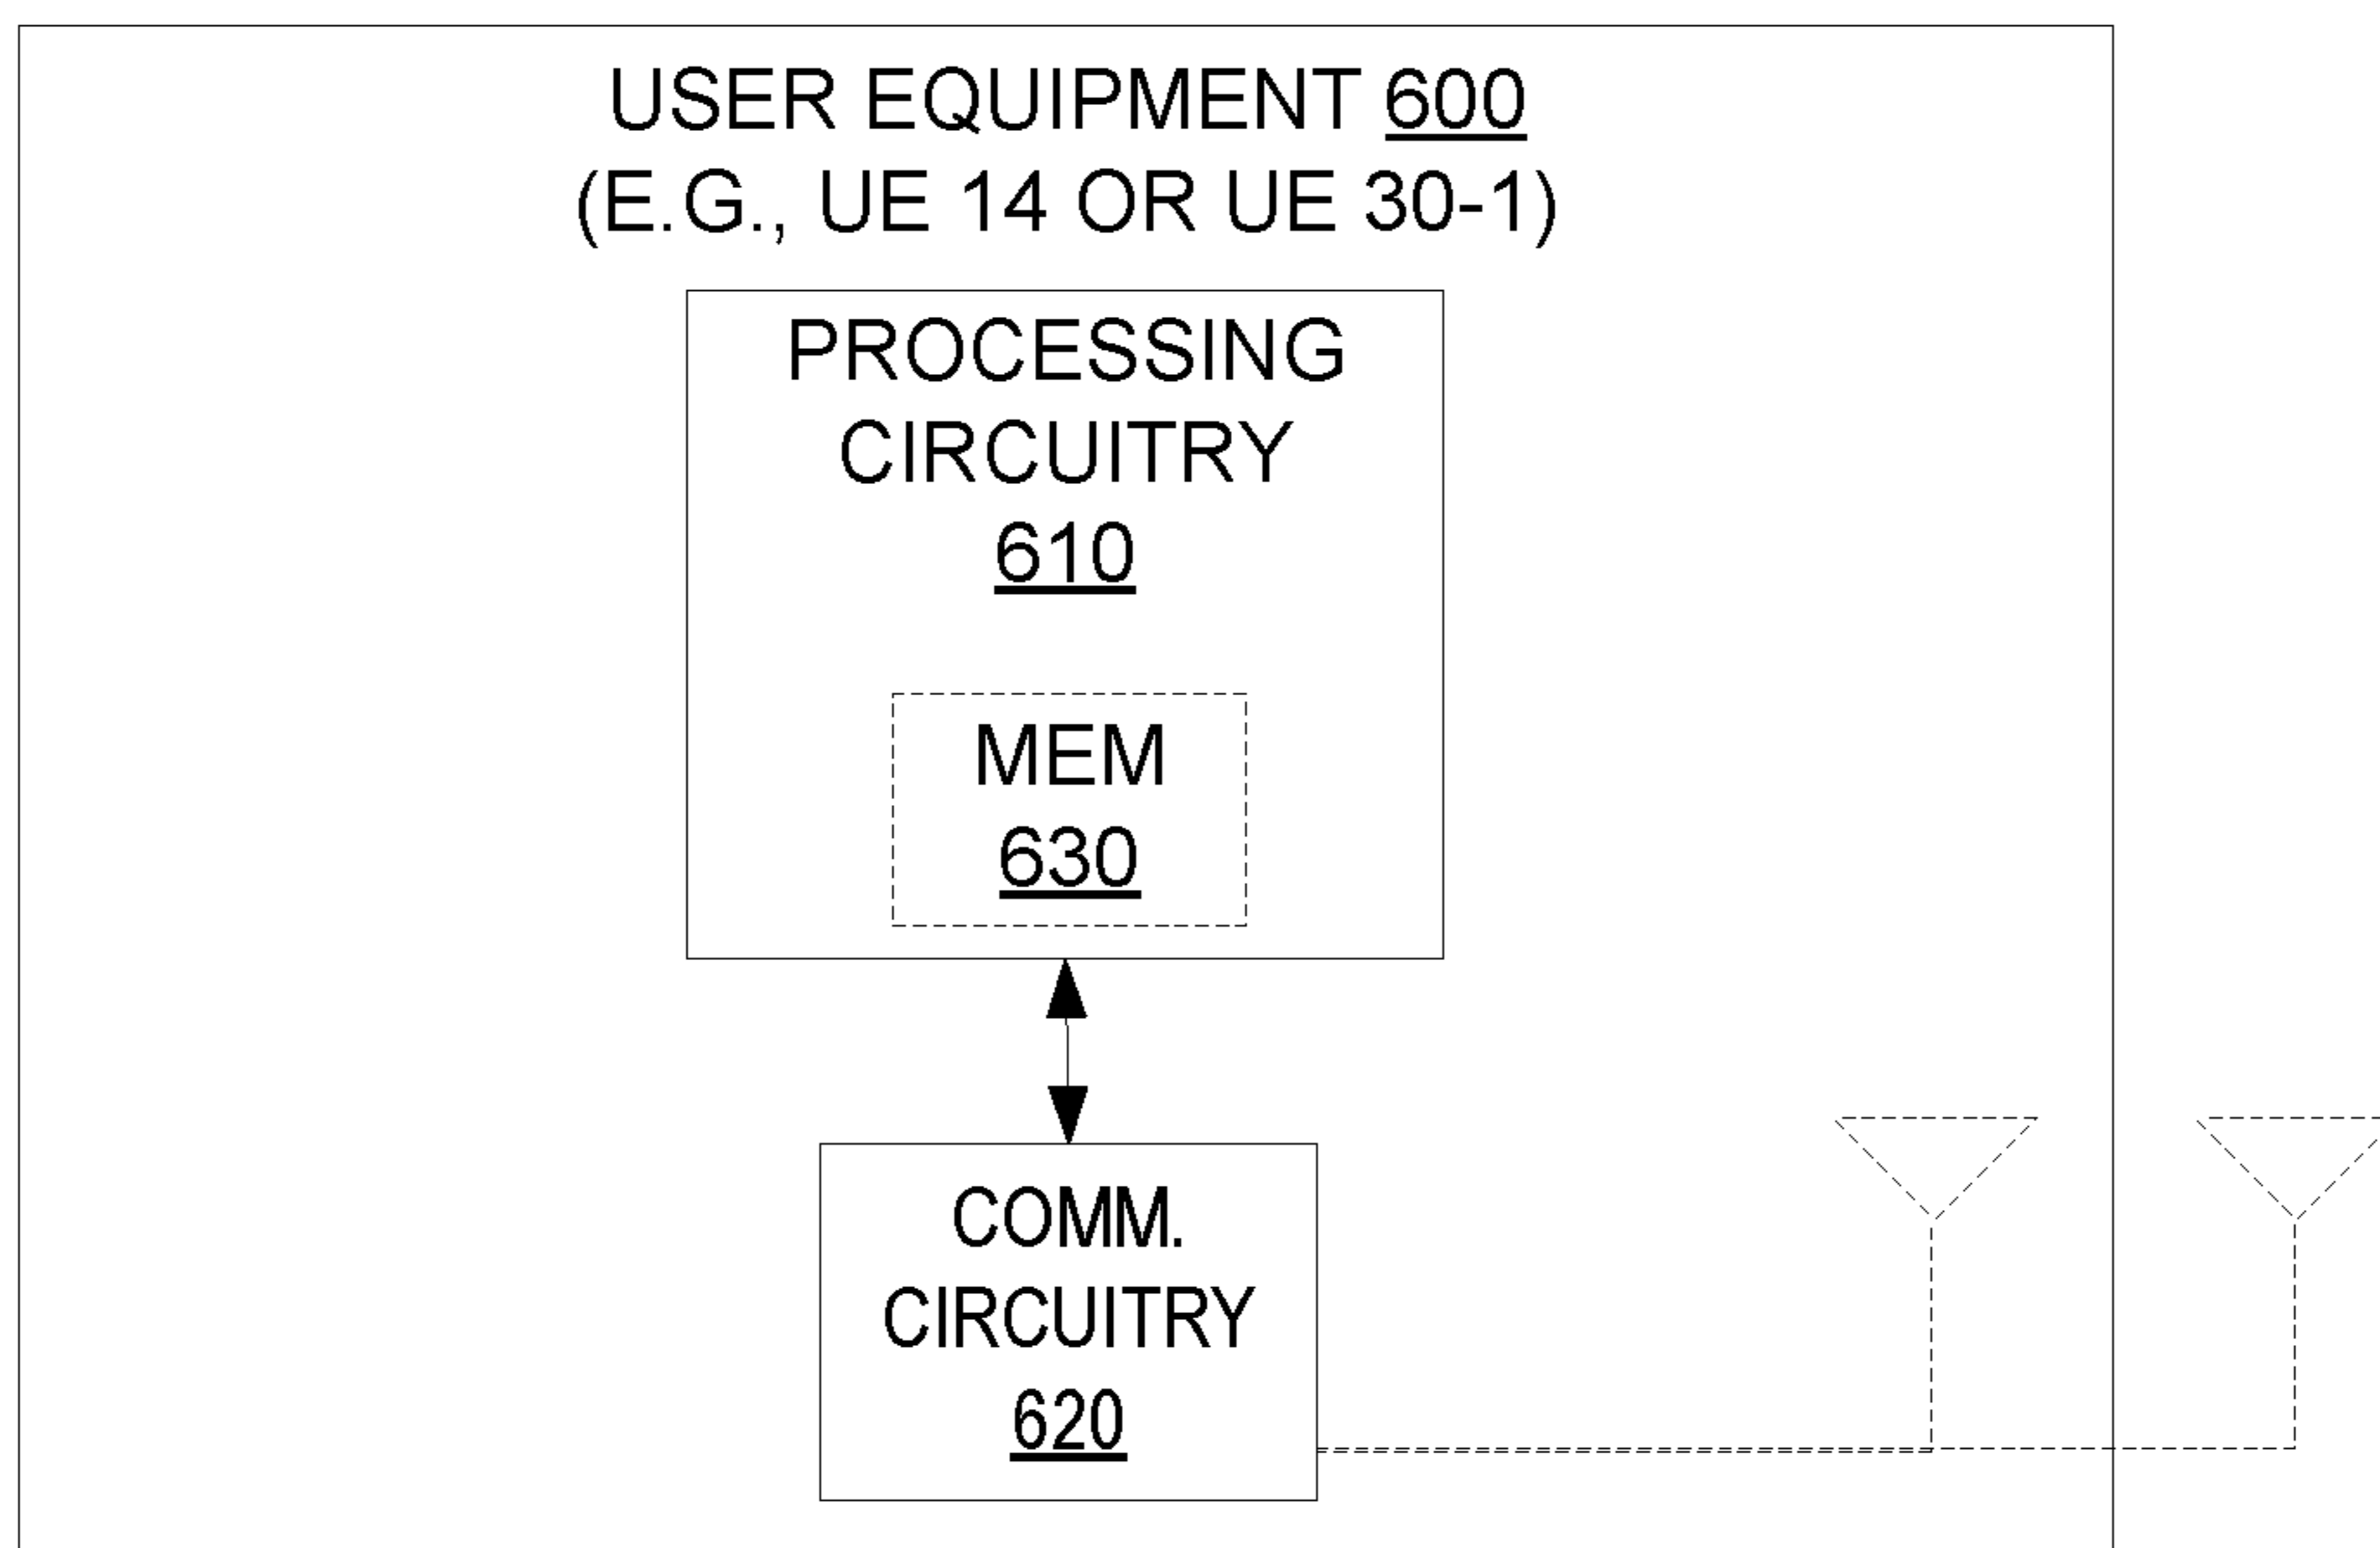 USER EQUIPMENT 600
(E.G., UE 14 OR UE 30-1)
PROCESSING
CIRCUITRY
610
MEM
630
COMM.
CIRCUITRY
620